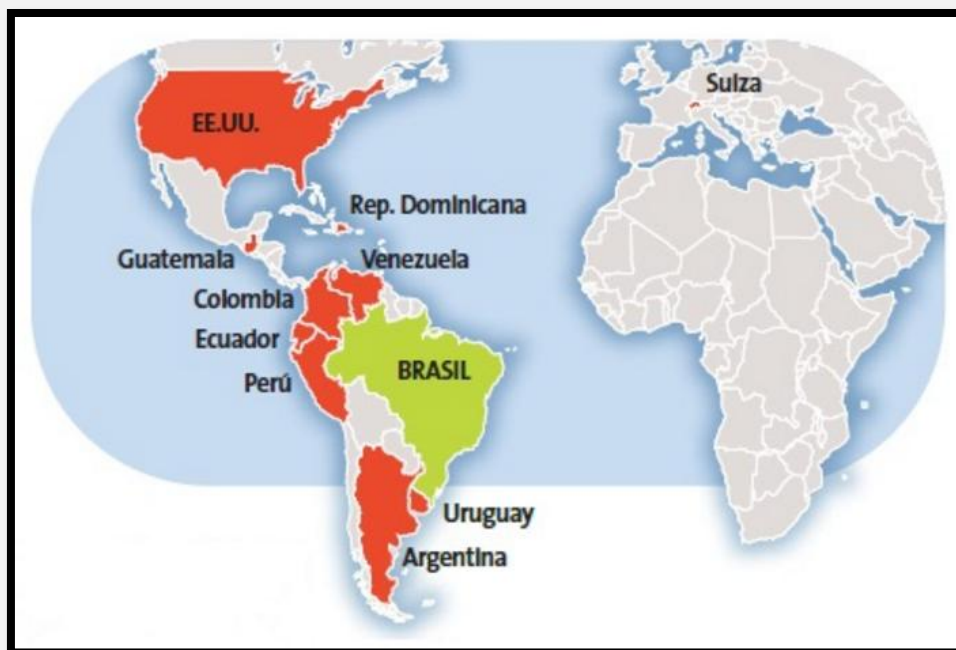 Suiza
EE.UU.
Rep. Dominicana
Guatemala
Venezuela
Colombia
Ecuador
BRASIL
Perú
Uruguay
Argentina